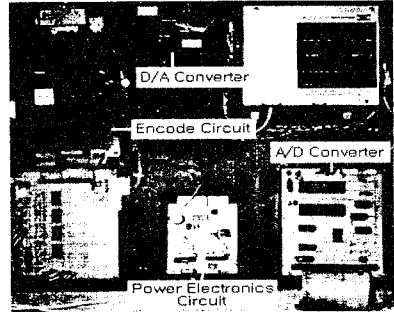 D/A Converter
Encode Circuit
A/D Converter
Power Electronics
Circuit